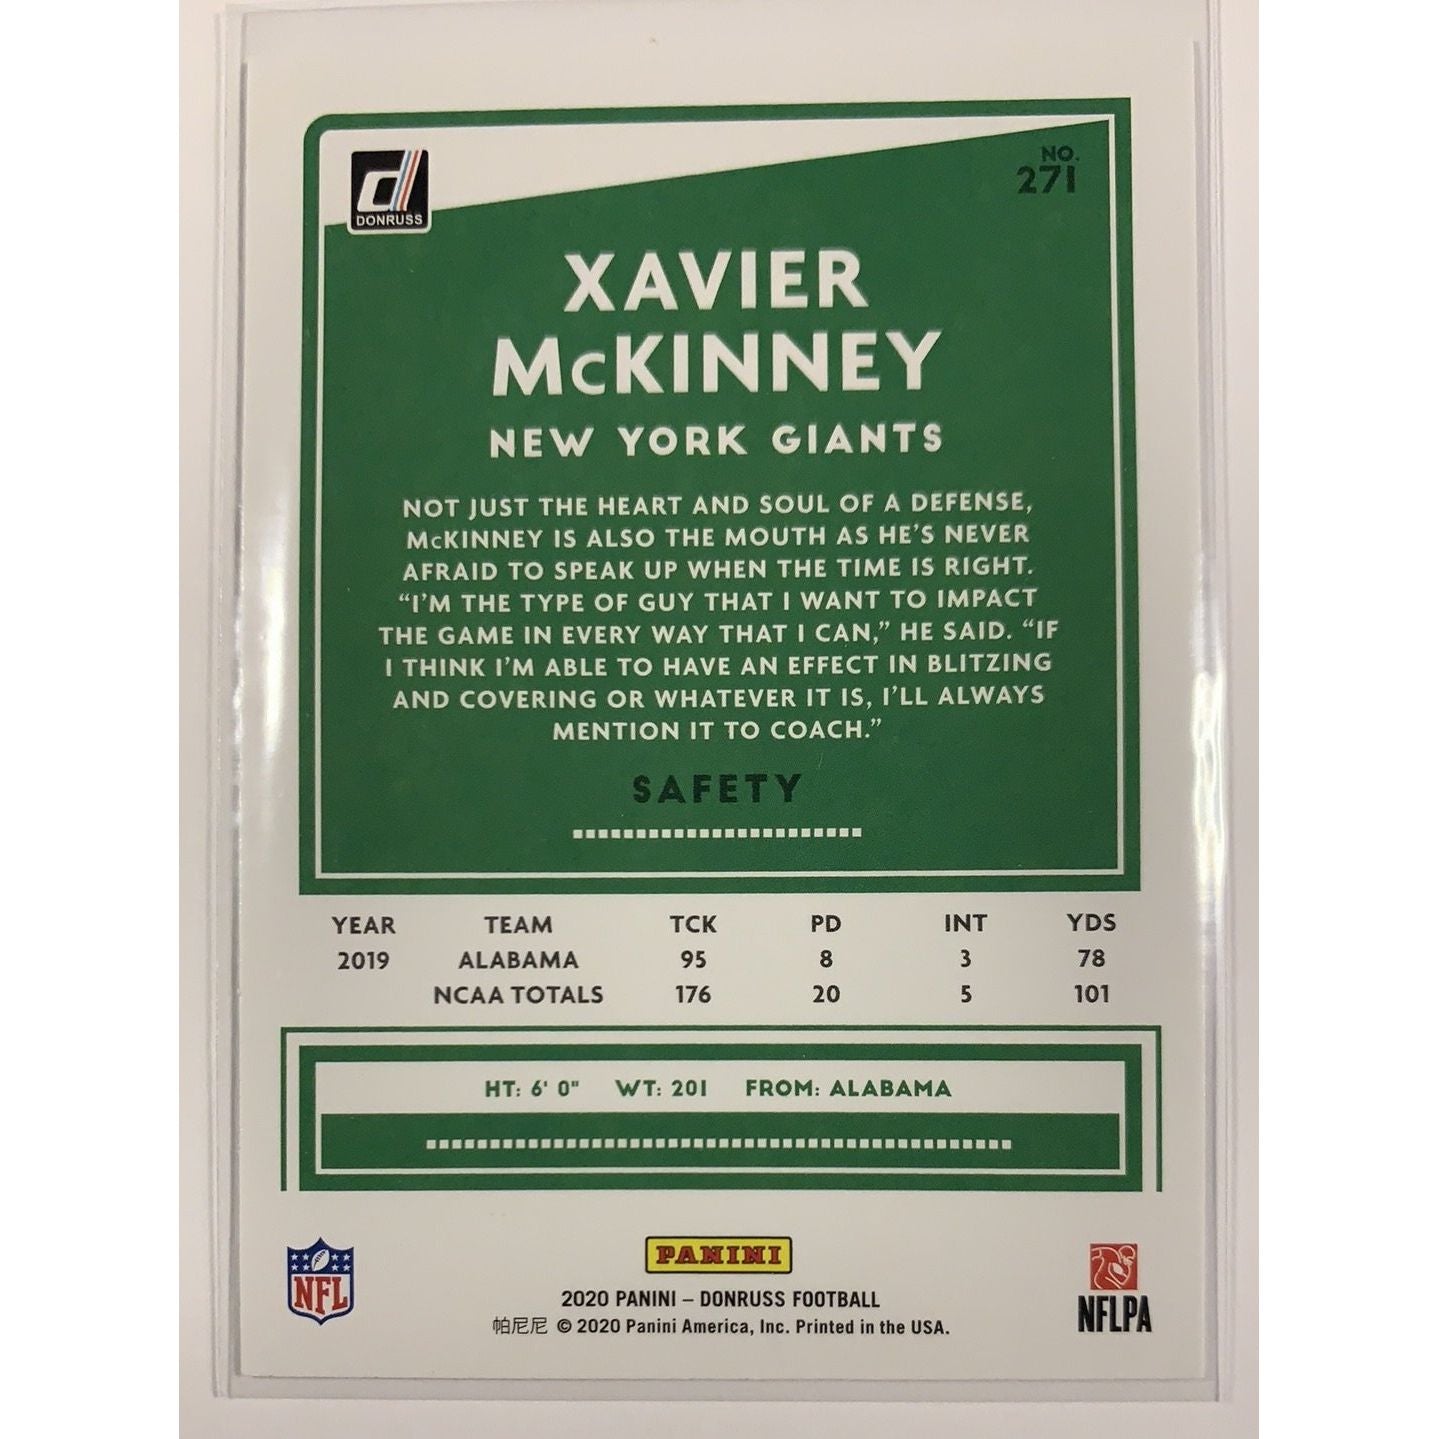 NO.
271
DONRUSS
XAVIER
McKINNEY
NEW YORK GIANTS
NOT JUST THE HEART AND SOUL OF A DEFENSE,
McKINNEY IS ALSO THE MOUTH AS HE'S NEVER
AFRAID TO SPEAK UP WHEN THE TIME IS RIGHT.
“I'M THE TYPE OF GUY THAT I WANT TO IMPACT
THE GAME IN EVERY WAY THAT I CAN,” HE SAID. “IF
I THINK I'M ABLE TO HAVE AN EFFECT IN BLITZING
AND COVERING OR WHATEVER IT IS, I'LL ALWAYS
MENTION IT TO COACH.”
SAFETY
YEAR TEAM TCK PD INT YDS
2019 ALABAMA 95 8 3 78
NCAA TOTALS 176 20 5 101
HT: 6' 0" WT: 201 FROM: ALABAMA
NFL
PANINI
2020 PANINI – DONRUSS FOOTBALL
帕尼尼 © 2020 Panini America, Inc. Printed in the USA.
NFLPA